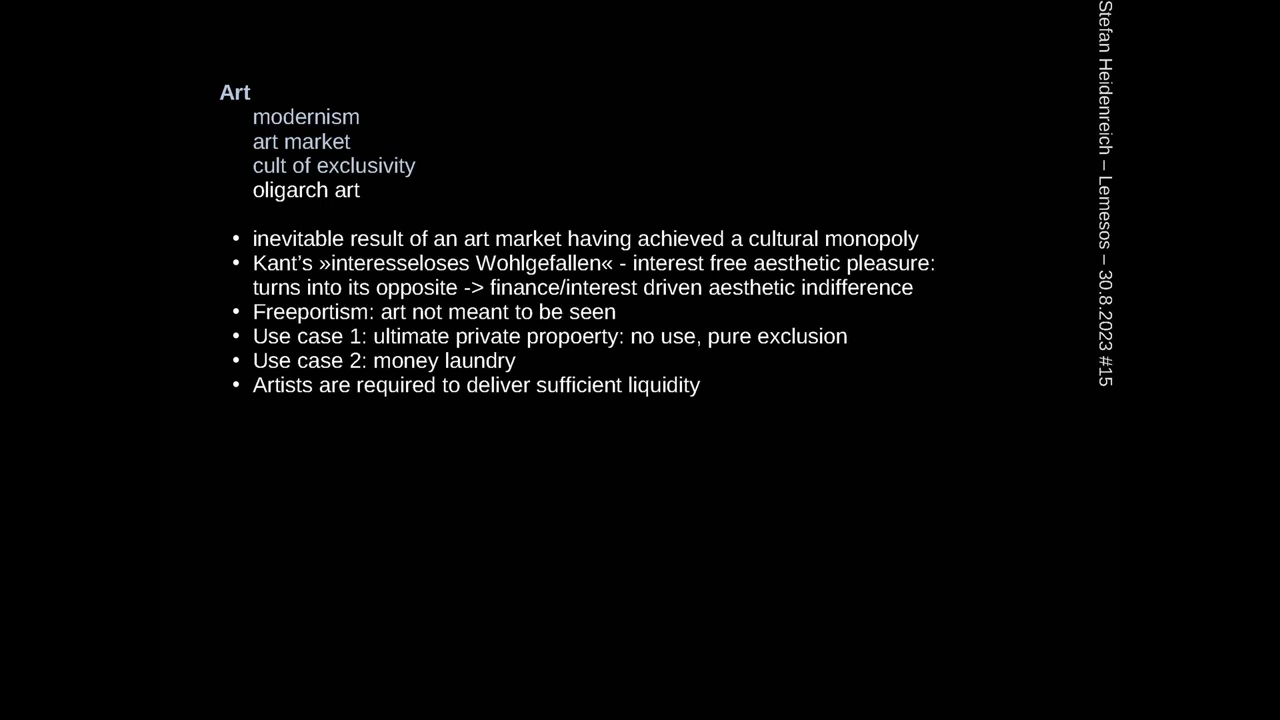 Art
modernism
art market
cult of exclusivity
oligarch art
• inevitable result of an art market having achieved a cultural monopoly
• Kant’s »interesseloses Wohlgefallen« - interest free aesthetic pleasure:
turns into its opposite -> finance/interest driven aesthetic indifference
• Freeportism: art not meant to be seen
• Use case 1: ultimate private propoerty: no use, pure exclusion
• Use case 2: money laundry
• Artists are required to deliver sufficient liquidity
Stefan Heidenreich – Lemesos – 30.8.2023 #15